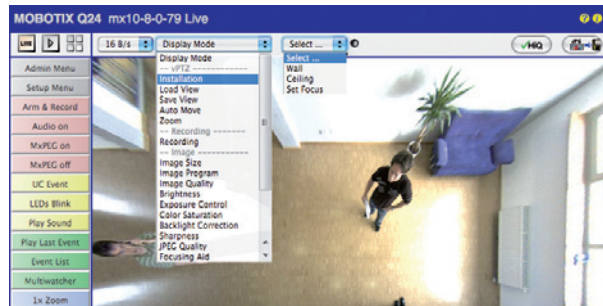 MOBOTIX Q24 mx10-8-0-79 Live
LIVE
16 B/s
Display Mode
Select ...
HiQ
Display Mode
-- vPTZ --------------
Installation
Load View
Save View
Auto Move
Zoom
-- Recording -------
Recording
-- Image -------------
Image Size
Image Program
Image Quality
Brightness
Exposure Control
Color Saturation
Backlight Correction
Sharpness
JPEG Quality
Focusing Aid
Select ...
Wall
Ceiling
Set Focus
Admin Menu
Setup Menu
Arm & Record
Audio on
MxPEG on
MxPEG off
UC Event
LEDs Blink
Play Sound
Play Last Event
Event List
Multiwatcher
1x Zoom